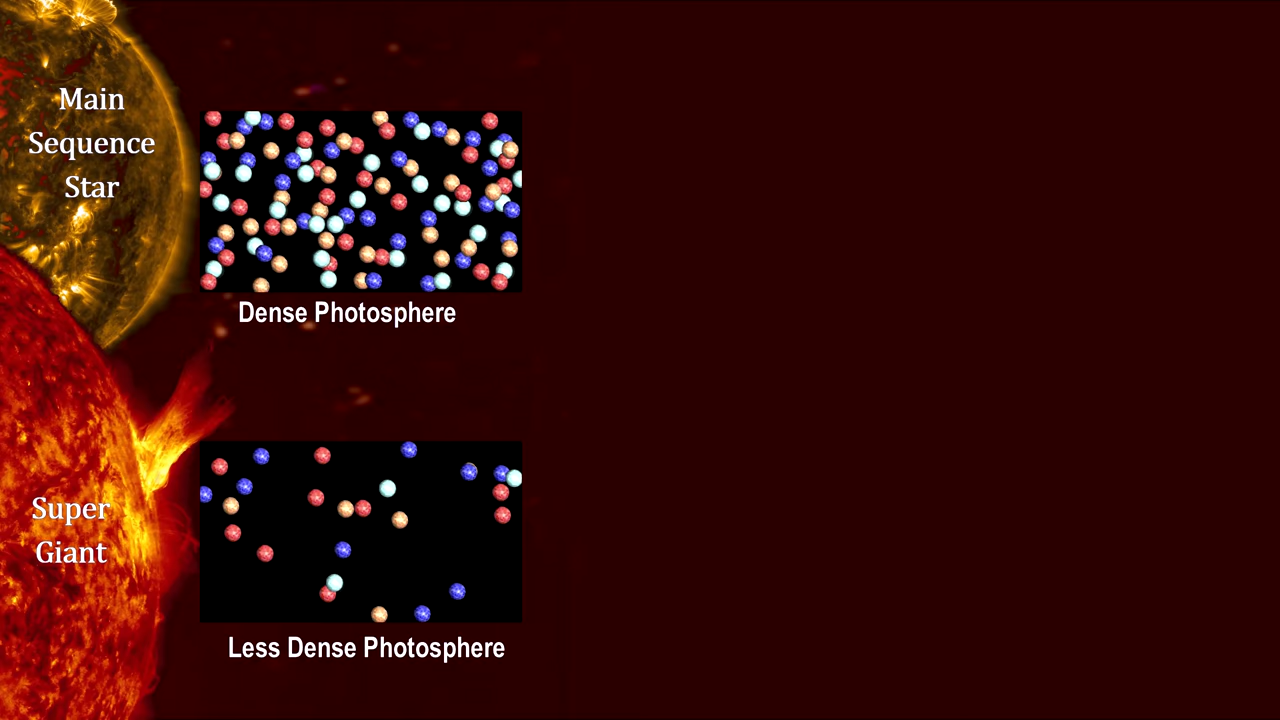 Main
Sequence
Star
Dense Photosphere
Super
Giant
Less Dense Photosphere